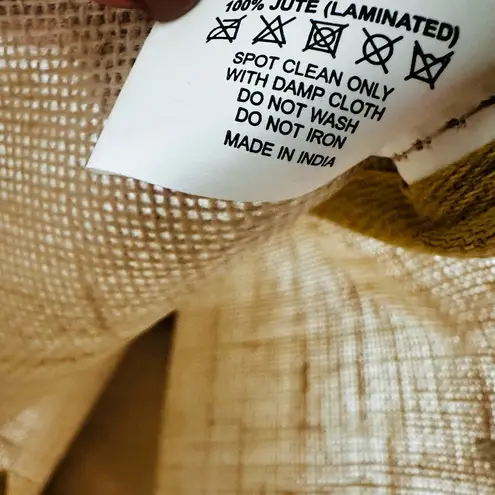 100% JUTE (LAMINATED)
SPOT CLEAN ONLY
WITH DAMP CLOTH
DO NOT WASH
DO NOT IRON
MADE IN INDIA